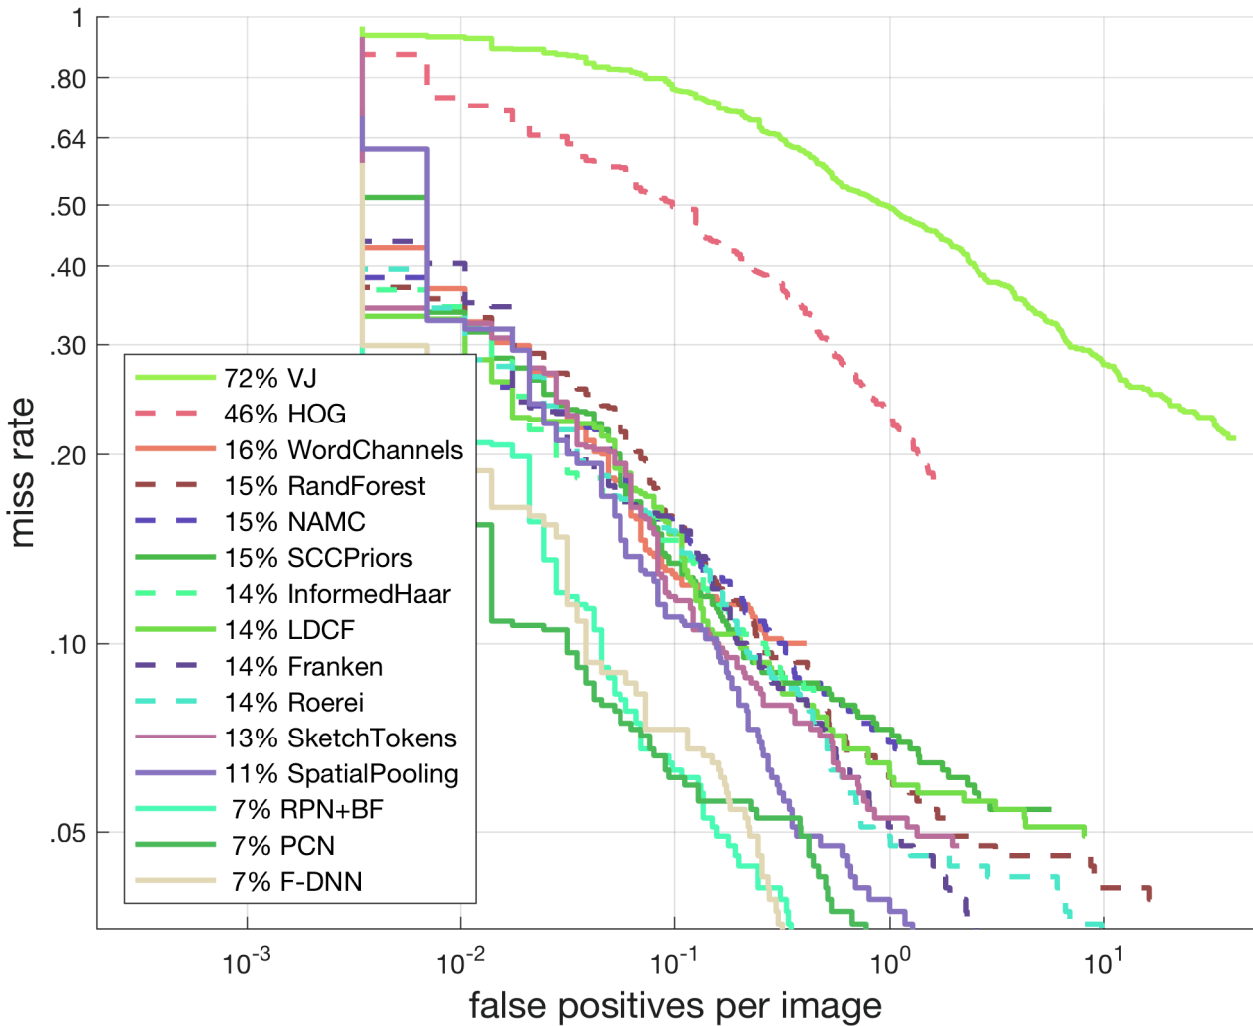 1
.80
.64
.50
.40
.30
.20
.10
.05
miss rate
72% VJ
46% HOG
16% WordChannels
15% RandForest
15% NAMC
15% SCCPriors
14% InformedHaar
14% LDCF
14% Franken
14% Roerei
13% SketchTokens
11% SpatialPooling
7% RPN+BF
7% PCN
7% F-DNN
10-3 10-2 10-1 100 101
false positives per image